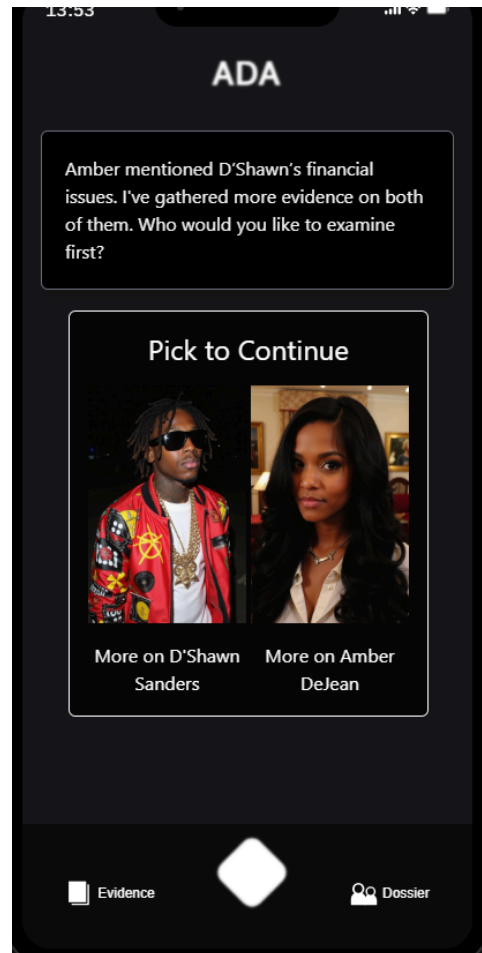 13:53
ADA
Amber mentioned D'Shawn's financial
issues. I've gathered more evidence on both
of them. Who would you like to examine
first?
Pick to Continue
More on D'Shawn
Sanders
More on Amber
DeJean
Evidence
Dossier